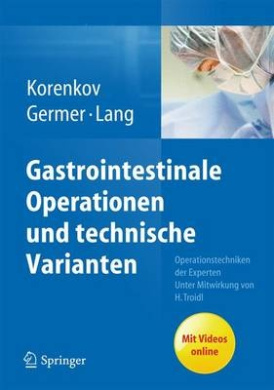 Korenkov
Germer · Lang
Gastrointestinale
Operationen
und technische
Varianten
Operationstechniken
der Experten
Unter Mitwirkung von
H. Troidl
Mit Videos
online
Springer